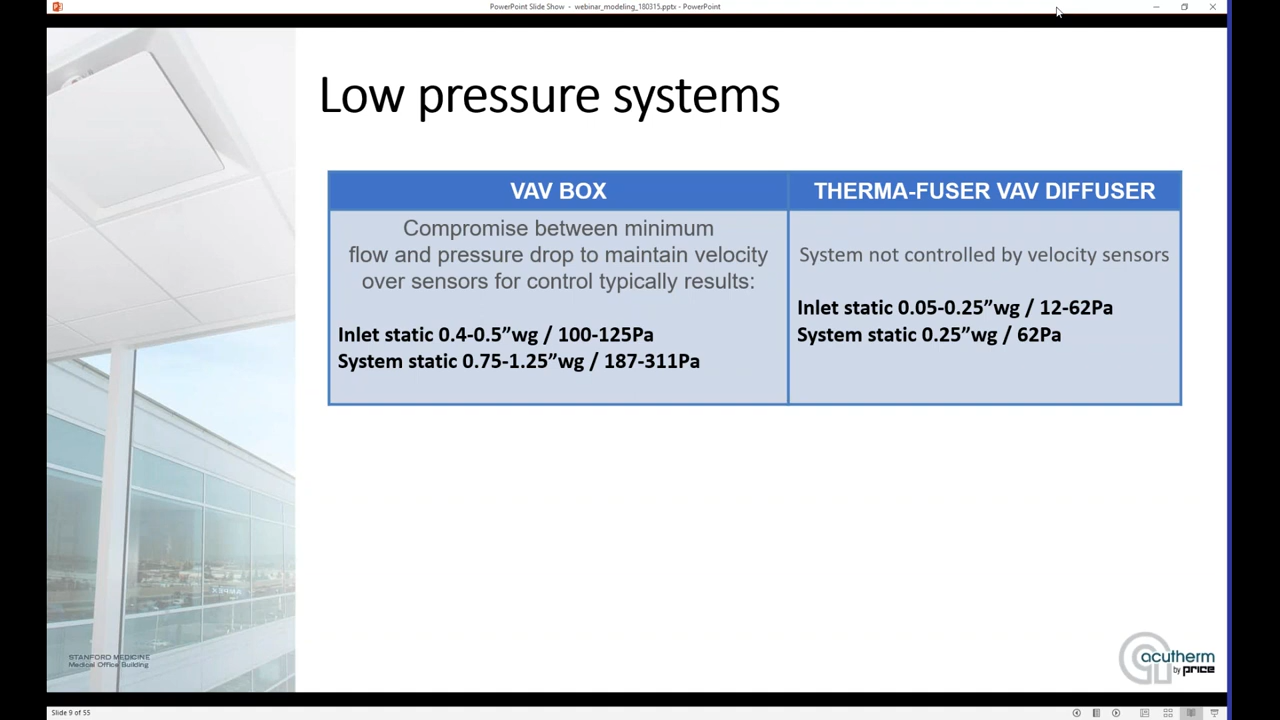 PowerPoint Slide Show - webinar_modeling_180315.pptx - PowerPoint
Low pressure systems
VAV BOX
Compromise between minimum
flow and pressure drop to maintain velocity
over sensors for control typically results:
Inlet static 0.4-0.5”wg / 100-125Pa
System static 0.75-1.25”wg / 187-311Pa
THERMA-FUSER VAV DIFFUSER
System not controlled by velocity sensors
Inlet static 0.05-0.25”wg / 12-62Pa
System static 0.25”wg / 62Pa
STANFORD MEDICINE
Medical Office Building
acutherm
by PRICE
Slide 9 of 55